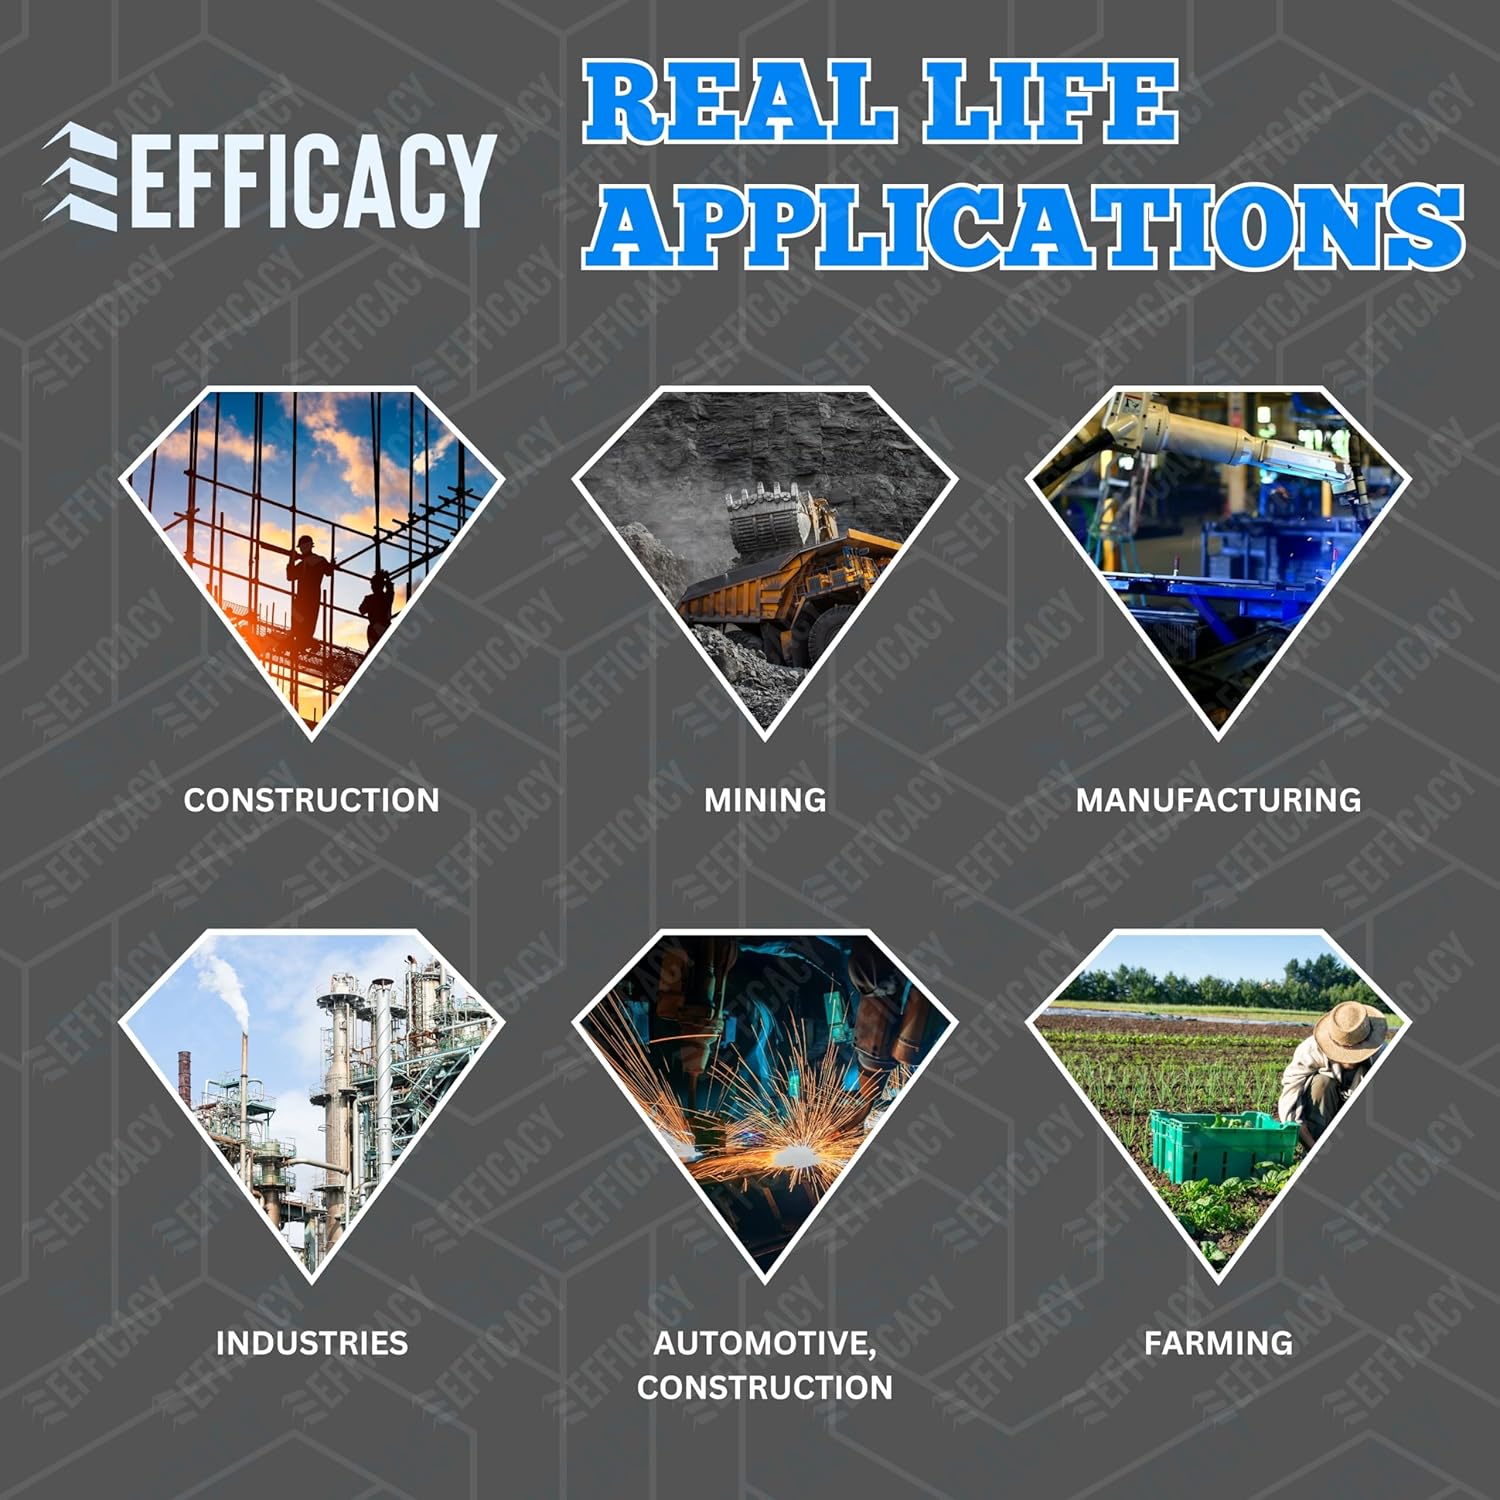 EFFICACY
REAL LIFE
APPLICATIONS
CONSTRUCTION
MINING
MANUFACTURING
INDUSTRIES
AUTOMOTIVE,
CONSTRUCTION
FARMING